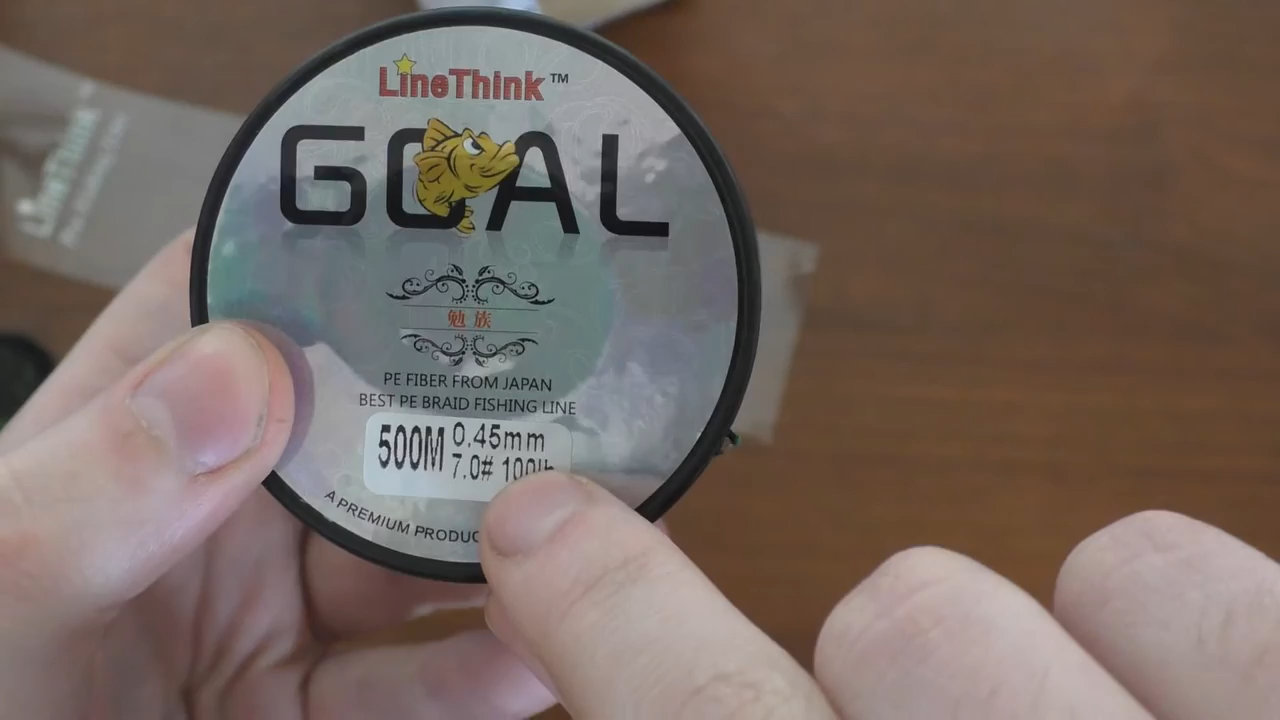 LineThink™
GOAL
勉族
PE FIBER FROM JAPAN
BEST PE BRAID FISHING LINE
500M 0.45mm
7.0# 100lb
A PREMIUM
LineThink